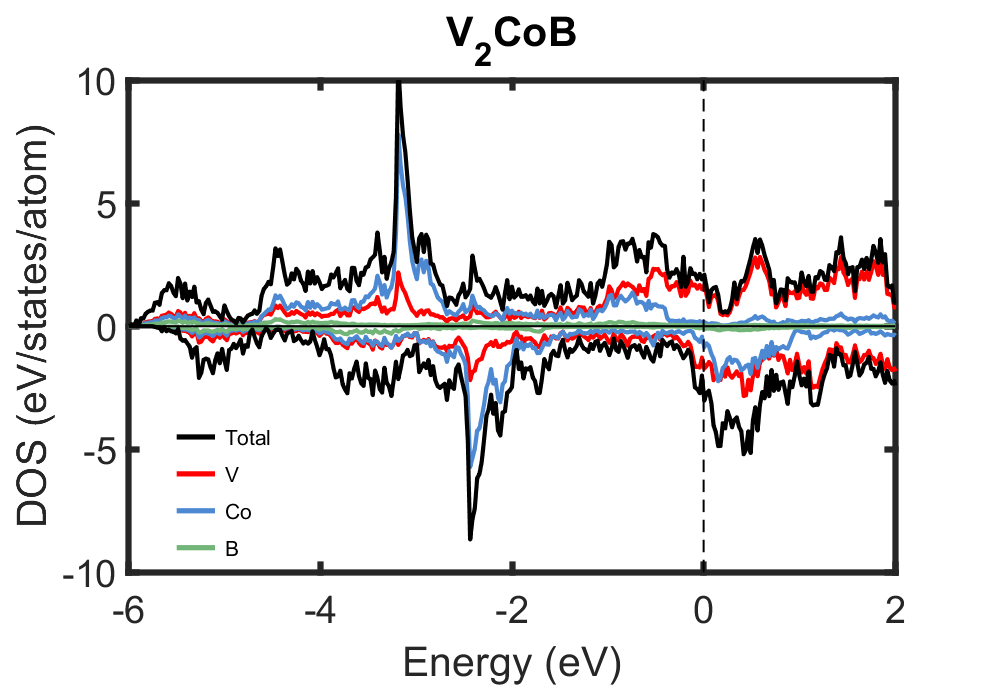 V2CoB
10
5
0
-5
-10
DOS (eV/states/atom)
Total
V
Co
B
-6
-4
-2
0
2
Energy (eV)